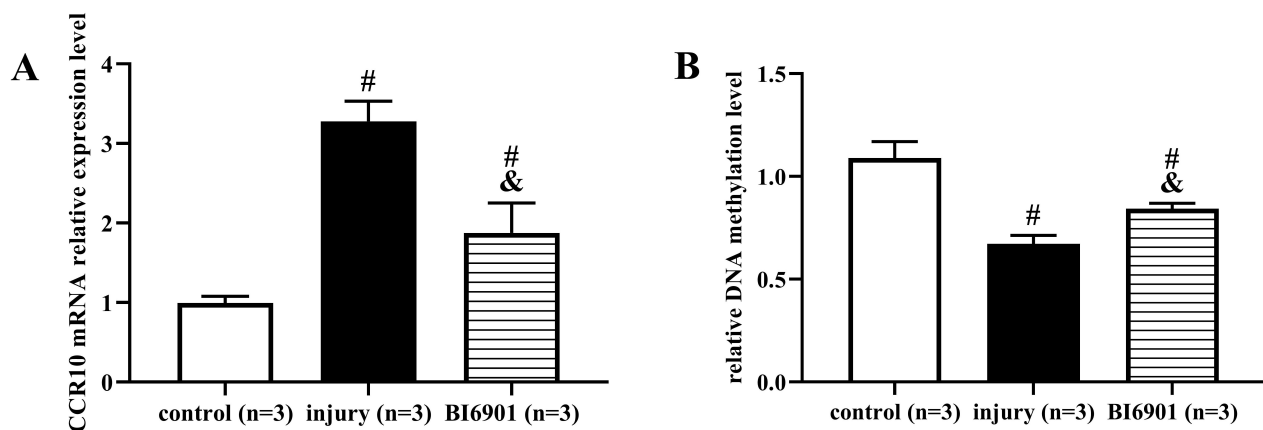 A
CCR10 mRNA relative expression level
4
3
2
1
0
#
#
&
control (n=3) injury (n=3) BI6901 (n=3)
B
relative DNA methylation level
1.5
1.0
0.5
0.0
#
#
&
control (n=3) injury (n=3) BI6901 (n=3)